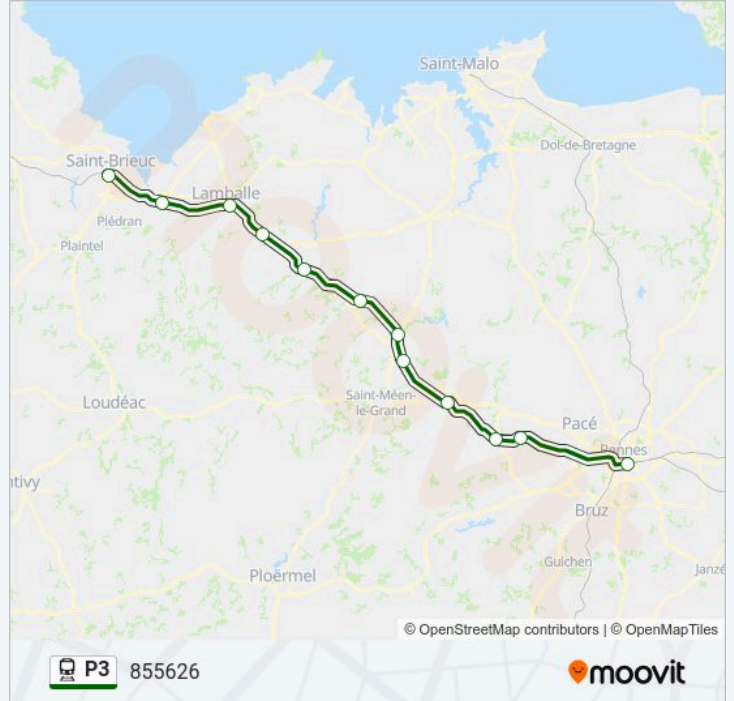 Saint-Malo
Dol-de-Bretagne
Saint-Brieuc
Lamballe
Plédran
Plaintel
Saint-Méen-
le-Grand
Loudéac
Pacé
Rennes
ntivy
Bruz
Guichen
Janzé
Ploërmel
© OpenStreetMap contributors | © OpenMapTiles
P3 855626
moovit